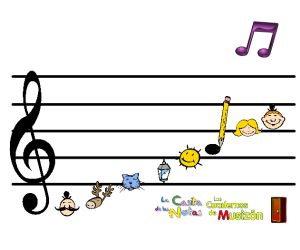 La Casita
de las Notas
Los
Cuadernos
de Musizón